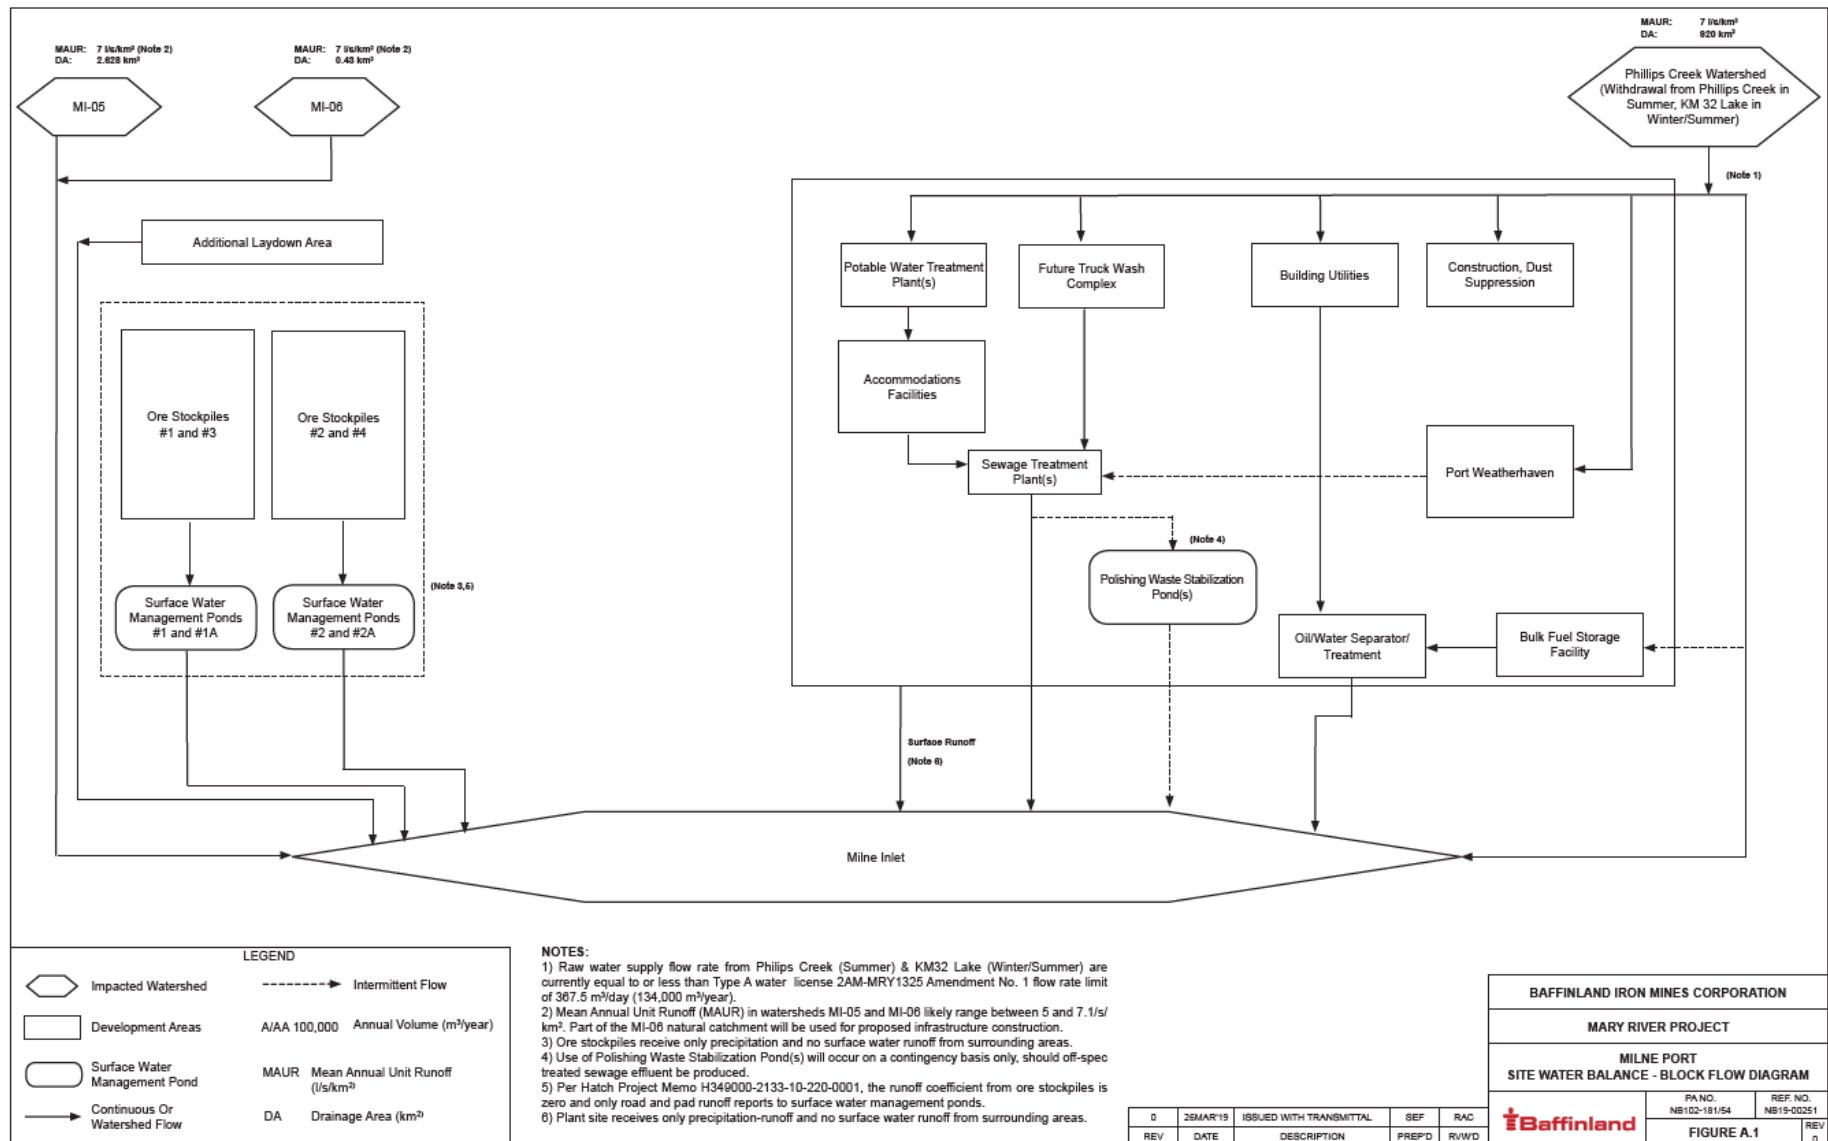 MAUR: 7 l/s/km² (Note 2)
DA: 2.628 km²
MI-05
MAUR: 7 l/s/km² (Note 2)
DA: 0.43 km²
MI-06
MAUR: 7 l/s/km²
DA: 920 km²
Phillips Creek Watershed
(Withdrawal from Phillips Creek in
Summer, KM 32 Lake in
Winter/Summer)
(Note 1)
Additional Laydown Area
Ore Stockpiles
#1 and #3
Ore Stockpiles
#2 and #4
Surface Water
Management Ponds
#1 and #1A
Surface Water
Management Ponds
#2 and #2A
(Note 3,5)
Potable Water Treatment
Plant(s)
Future Truck Wash
Complex
Building Utilities
Construction, Dust
Suppression
Accommodations
Facilities
Sewage Treatment
Plant(s)
Port Weatherhaven
(Note 4)
Polishing Waste Stabilization
Pond(s)
Oil/Water Separator/
Treatment
Bulk Fuel Storage
Facility
Surface Runoff
(Note 6)
Milne Inlet
LEGEND
Impacted Watershed
Development Areas
Surface Water
Management Pond
Continuous Or
Watershed Flow
Intermittent Flow
A/AA 100,000 Annual Volume (m³/year)
MAUR Mean Annual Unit Runoff
(l/s/km²)
DA Drainage Area (km²)
NOTES:
1) Raw water supply flow rate from Philips Creek (Summer) & KM32 Lake (Winter/Summer) are
currently equal to or less than Type A water license 2AM-MRY1325 Amendment No. 1 flow rate limit
of 367.5 m³/day (134,000 m³/year).
2) Mean Annual Unit Runoff (MAUR) in watersheds MI-05 and MI-06 likely range between 5 and 7.1/s/
km². Part of the MI-06 natural catchment will be used for proposed infrastructure construction.
3) Ore stockpiles receive only precipitation and no surface water runoff from surrounding areas.
4) Use of Polishing Waste Stabilization Pond(s) will occur on a contingency basis only, should off-spec
treated sewage effluent be produced.
5) Per Hatch Project Memo H349000-2133-10-220-0001, the runoff coefficient from ore stockpiles is
zero and only road and pad runoff reports to surface water management ponds.
6) Plant site receives only precipitation-runoff and no surface water runoff from surrounding areas.
0 26MAR'19 ISSUED WITH TRANSMITTAL SEF RAC
REV DATE DESCRIPTION PREP'D RVW'D
BAFFINLAND IRON MINES CORPORATION
MARY RIVER PROJECT
MILNE PORT
SITE WATER BALANCE - BLOCK FLOW DIAGRAM
Baffinland
PA NO.
NB102-181/54
REF. NO.
NB19-00251
FIGURE A.1
REV
0